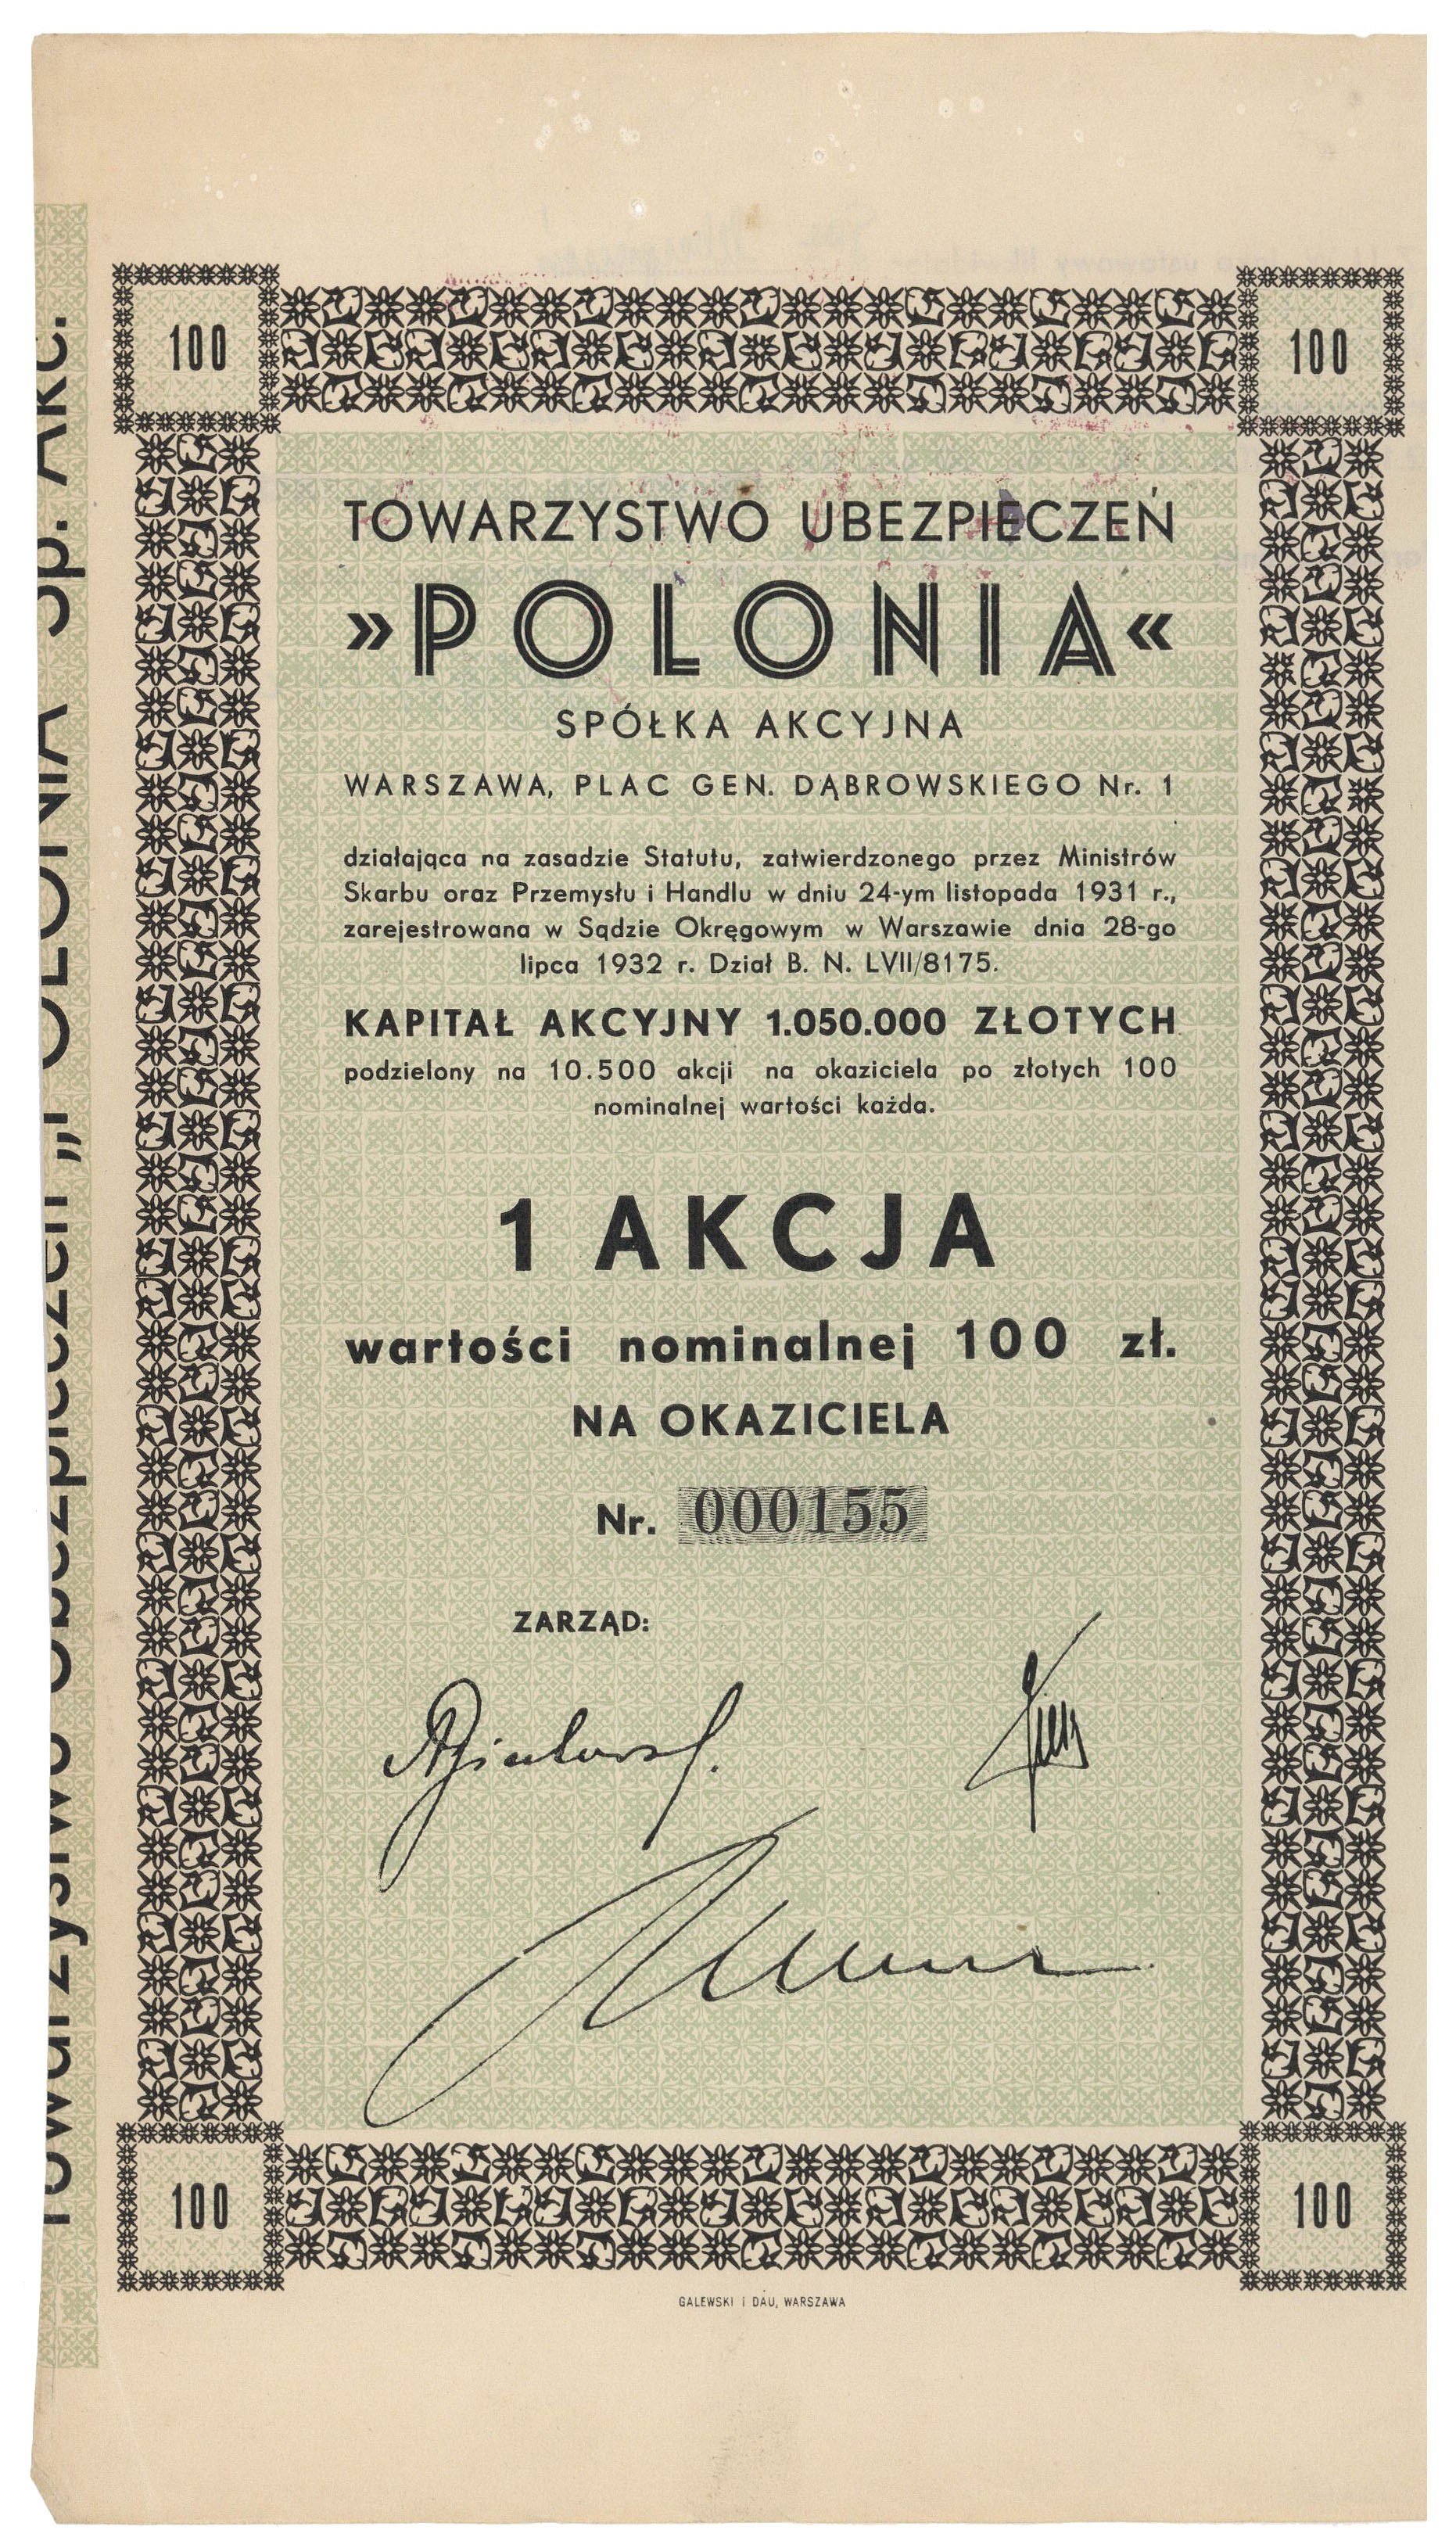 100
100
TOWARZYSTWO UBEZPIECZEŃ
»POLONIA«
SPÓŁKA AKCYJNA
WARSZAWA, PLAC GEN. DĄBROWSKIEGO Nr. 1
działająca na zasadzie Statutu, zatwierdzonego przez Ministrów
Skarbu oraz Przemysłu i Handlu w dniu 24-ym listopada 1931 r.,
zarejestrowana w Sądzie Okręgowym w Warszawie dnia 28-go
lipca 1932 r. Dział B. N. LVII/8175.
KAPITAŁ AKCYJNY 1.050.000 ZŁOTYCH
podzielony na 10.500 akcji na okaziciela po złotych 100
nominalnej wartości każda.
1 AKCJA
wartości nominalnej 100 zł.
NA OKAZICIELA
Nr. 000155
ZARZĄD:
100
100
GALEWSKI I DAU, WARSZAWA
Towarzystwo Ubezpieczeń „POLONIA" Sp. Akc.